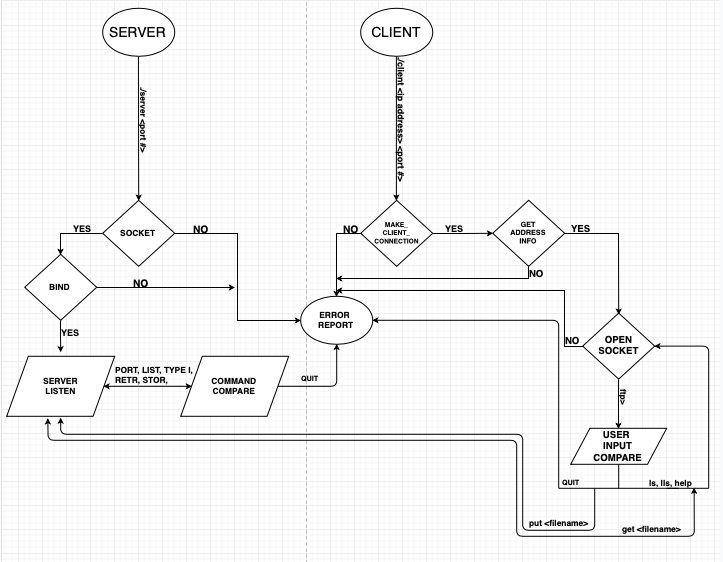 SERVER
CLIENT
./server <port #>
./client <ip address> <port #>
YES
SOCKET
NO
NO
MAKE_
CLIENT_
CONNECTION
YES
GET
ADDRESS
INFO
YES
BIND
NO
NO
YES
ERROR
REPORT
NO
OPEN
SOCKET
SERVER
LISTEN
PORT, LIST, TYPE I,
RETR, STOR,
COMMAND
COMPARE
QUIT
ftp>
USER
INPUT
COMPARE
QUIT
ls, lls, help
put <filename>
get <filename>